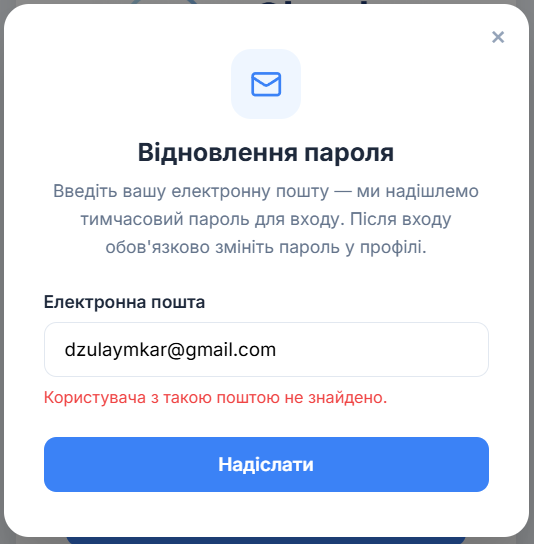 Відновлення пароля
Введіть вашу електронну пошту — ми надішлемо
тимчасовий пароль для входу. Після входу
обов'язково змініть пароль у профілі.
Електронна пошта
dzulaymkar@gmail.com
Користувача з такою поштою не знайдено.
Надіслати